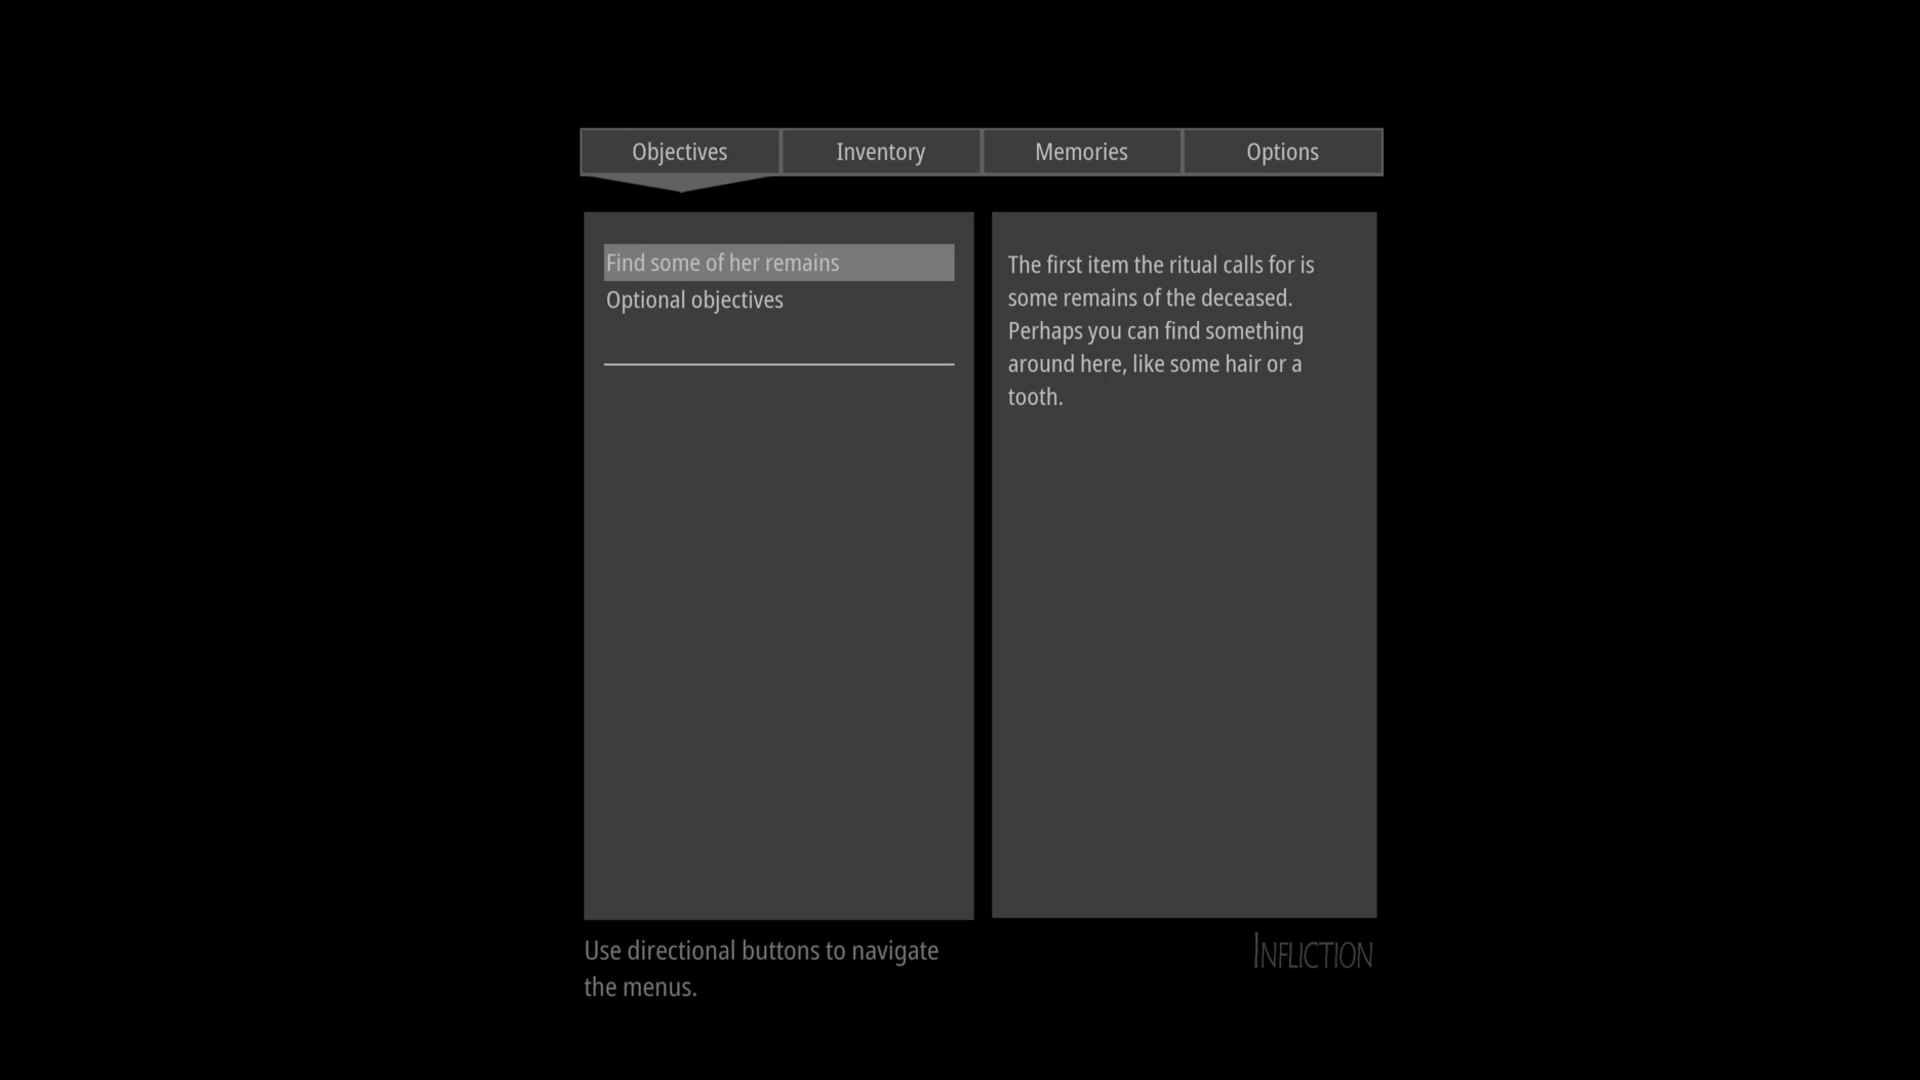 Objectives
Inventory
Memories
Options
Find some of her remains
Optional objectives
The first item the ritual calls for is
some remains of the deceased.
Perhaps you can find something
around here, like some hair or a
tooth.
Use directional buttons to navigate
the menus.
INFLICTION